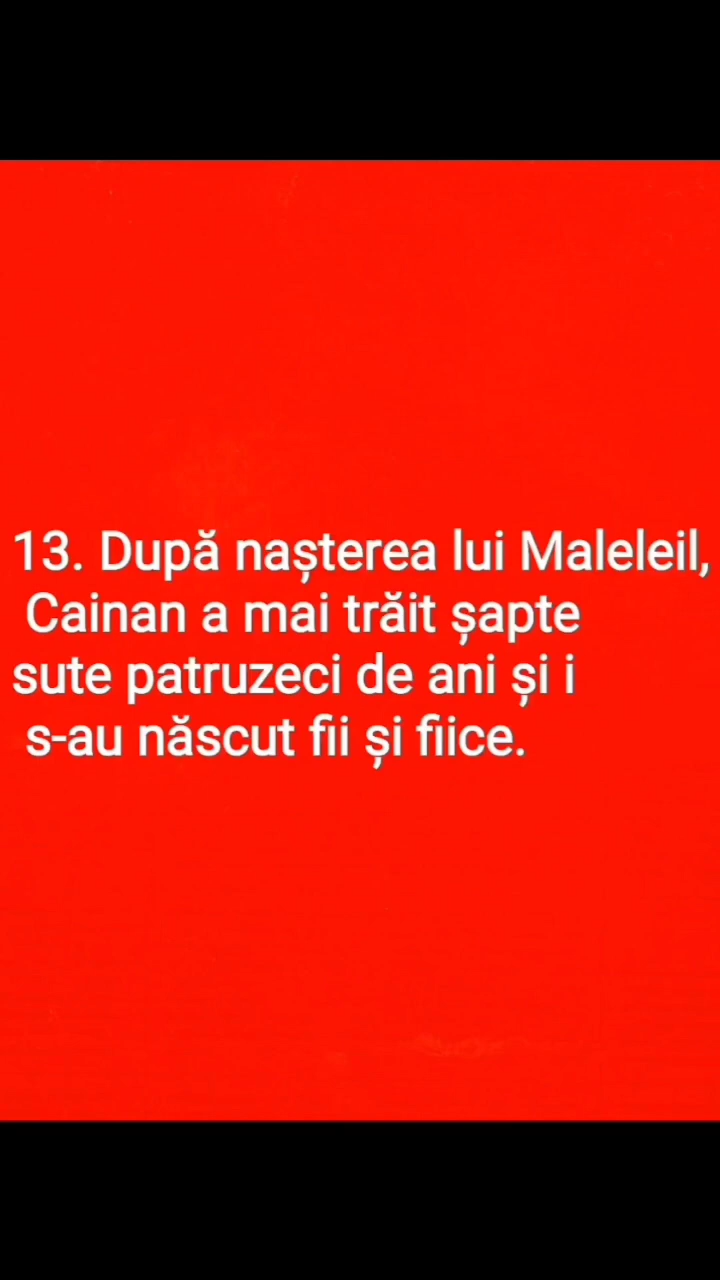 13. După nașterea lui Maleleil,
Cainan a mai trăit șapte
sute patruzeci de ani și i
s-au născut fii și fiice.